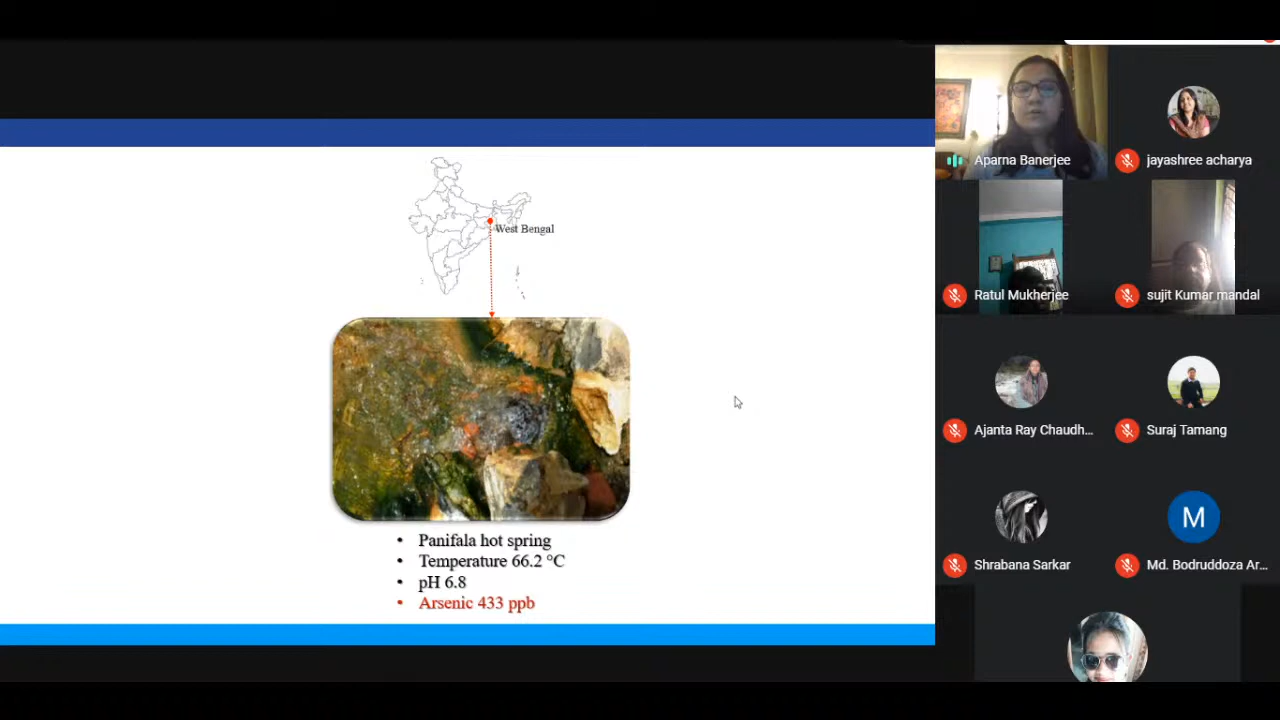 West Bengal
• Panifala hot spring
• Temperature 66.2 °C
• pH 6.8
• Arsenic 433 ppb
Aparna Banerjee
jayashree acharya
Ratul Mukherjee
sujit Kumar mandal
Ajanta Ray Chaudh...
Suraj Tamang
M
Shrabana Sarkar
Md. Bodruddoza Ar...